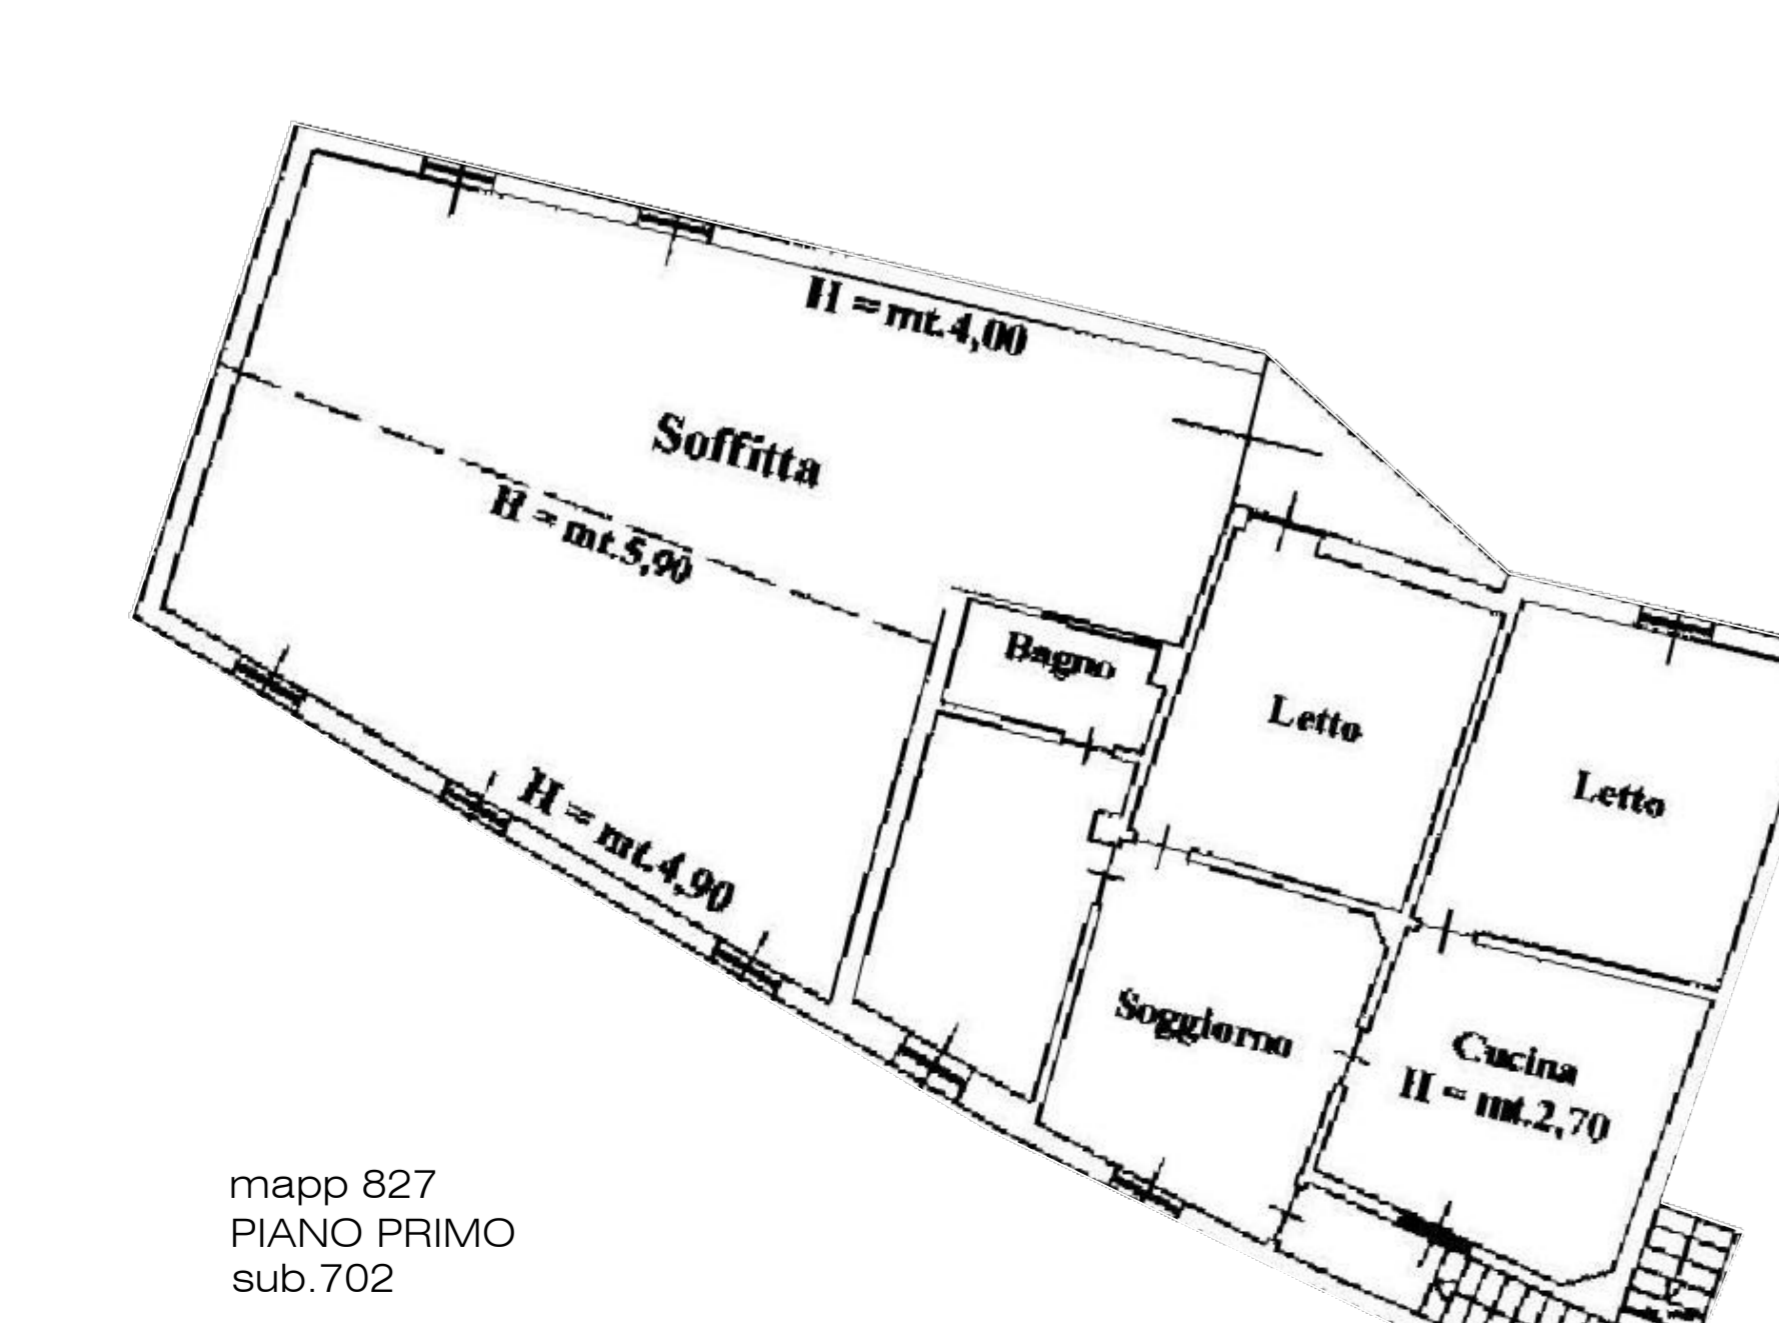 H = mt.4,00
Soffitta
H = mt.5,90
Bagno
Letto
Letto
H = mt.4,90
Soggiorno
Cucina
H = mt.2,70
mapp 827
PIANO PRIMO
sub.702